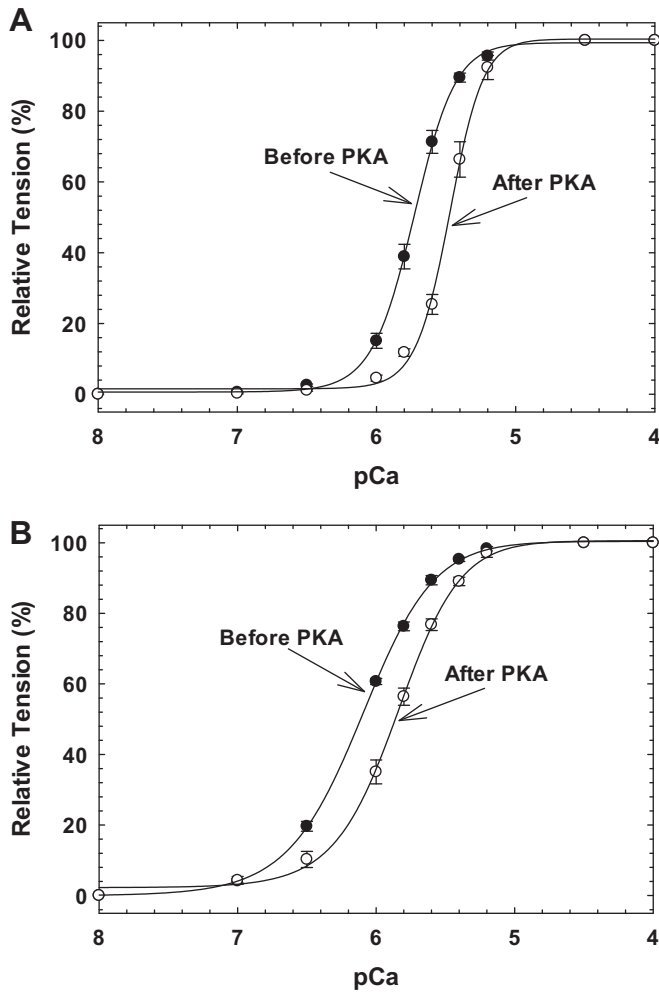 A
100
80
60
40
20
0
Relative Tension (%)
Before PKA
After PKA
8 7 6 5 4
pCa
B
100
80
60
40
20
0
Relative Tension (%)
Before PKA
After PKA
8 7 6 5 4
pCa